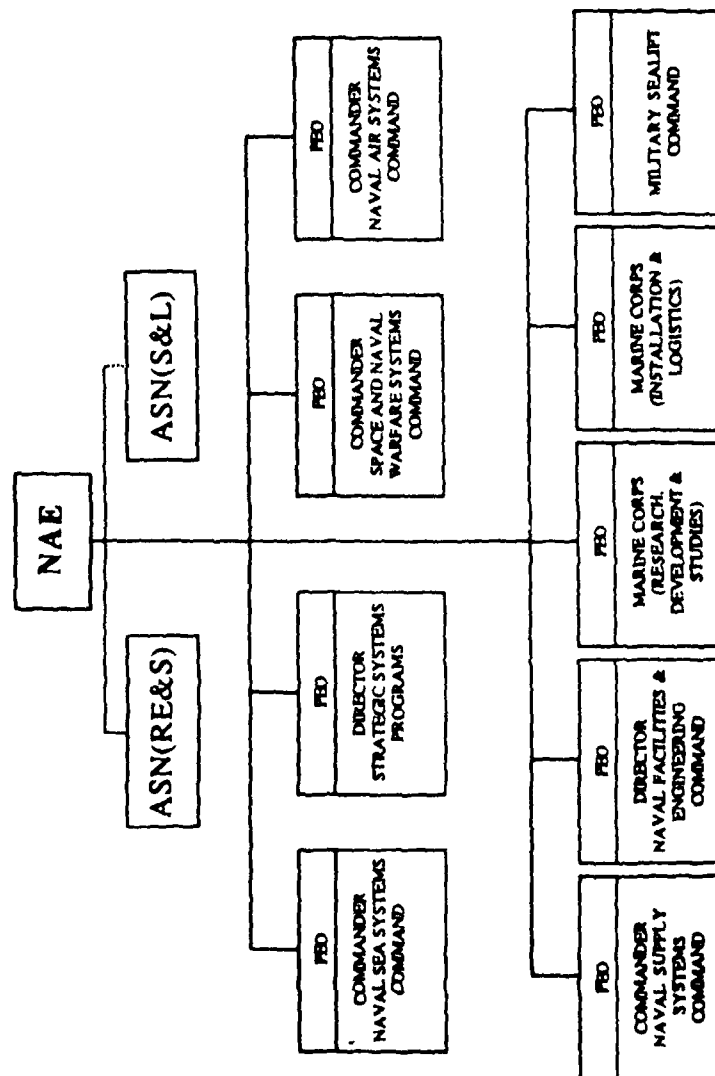 NAE
ASN(RE&S)
ASN(S&L)
PEO
COMMANDER
NAVAL SEA SYSTEMS
COMMAND
PEO
DIRECTOR
STRATEGIC SYSTEMS
PROGRAMS
PEO
COMMANDER
SPACE AND NAVAL
WARFARE SYSTEMS
COMMAND
PEO
COMMANDER
NAVAL AIR SYSTEMS
COMMAND
PEO
COMMANDER
NAVAL SUPPLY
SYSTEMS
COMMAND
PEO
DIRECTOR
NAVAL FACILITIES &
ENGINEERING
COMMAND
PEO
MARINE CORPS
(RESEARCH,
DEVELOPMENT &
STUDIES)
PEO
MARINE CORPS
(INSTALLATION &
LOGISTICS)
PEO
MILITARY SEALIFT
COMMAND